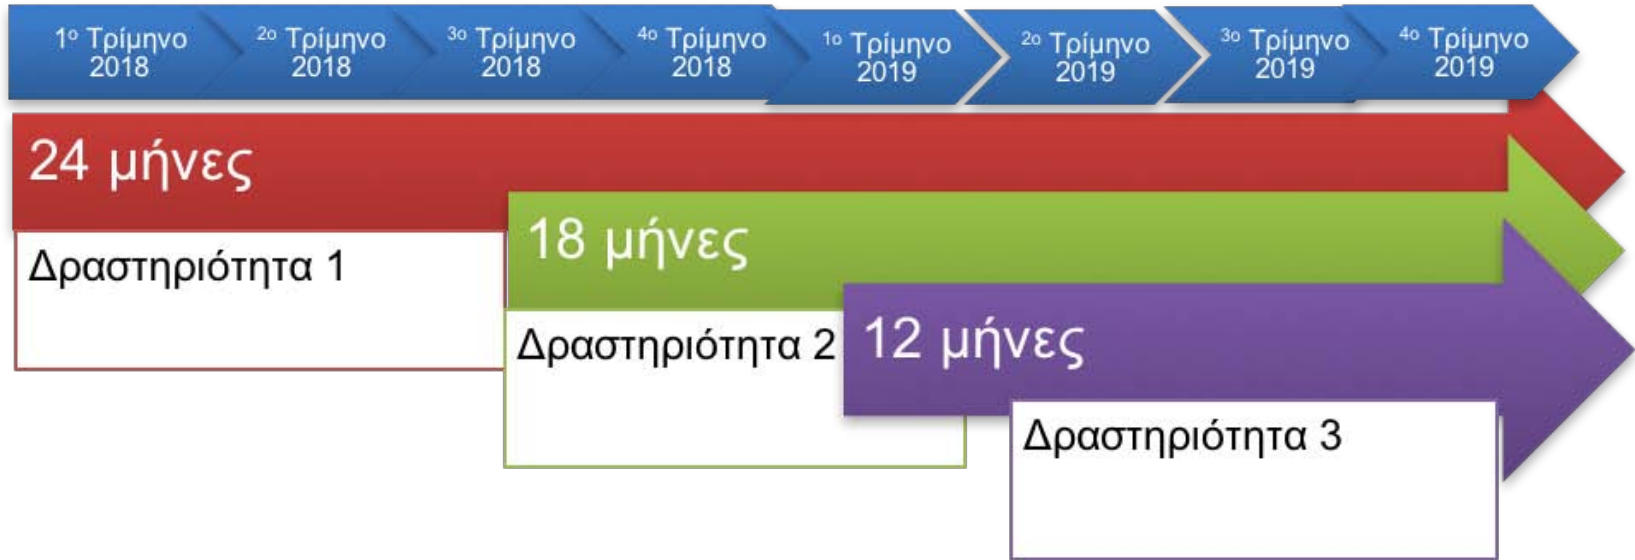 1ο Τρίμηνο
2018
2ο Τρίμηνο
2018
3ο Τρίμηνο
2018
4ο Τρίμηνο
2018
1ο Τρίμηνο
2019
2ο Τρίμηνο
2019
3ο Τρίμηνο
2019
4ο Τρίμηνο
2019
24 μήνες
Δραστηριότητα 1
18 μήνες
Δραστηριότητα 2
12 μήνες
Δραστηριότητα 3